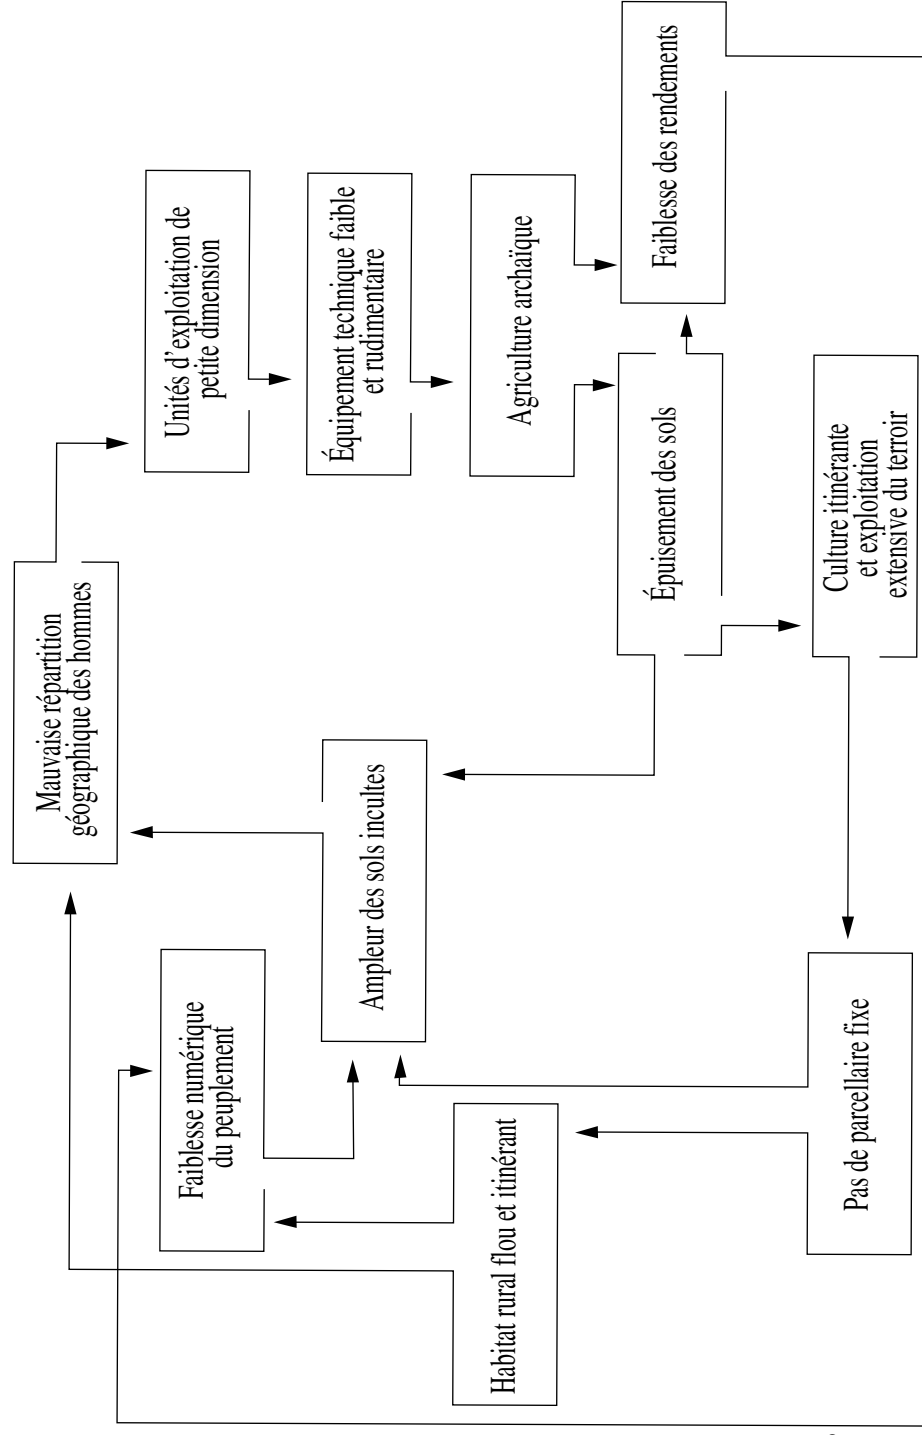 Mauvaise répartition
géographique des hommes
Unités d'exploitation de
petite dimension
Équipement technique faible
et rudimentaire
Agriculture archaïque
Faiblesse des rendements
Épuisement des sols
Culture itinérante
et exploitation
extensive du terroir
Ampleur des sols incultes
Faiblesse numérique
du peuplement
Habitat rural flou et itinérant
Pas de parcellaire fixe